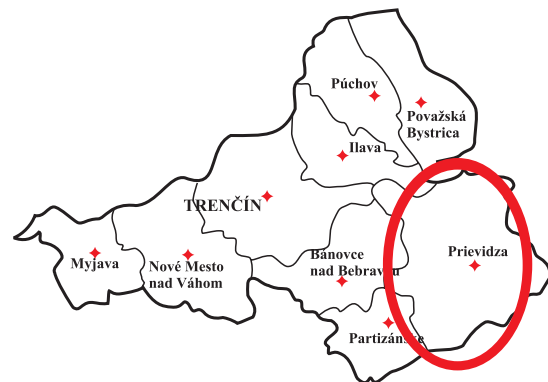 Púchov
Považská
Bystrica
Ilava
TRENČÍN
Bánovce
nad Bebravou
Prievidza
Myjava
Nové Mesto
nad Váhom
Partizánske